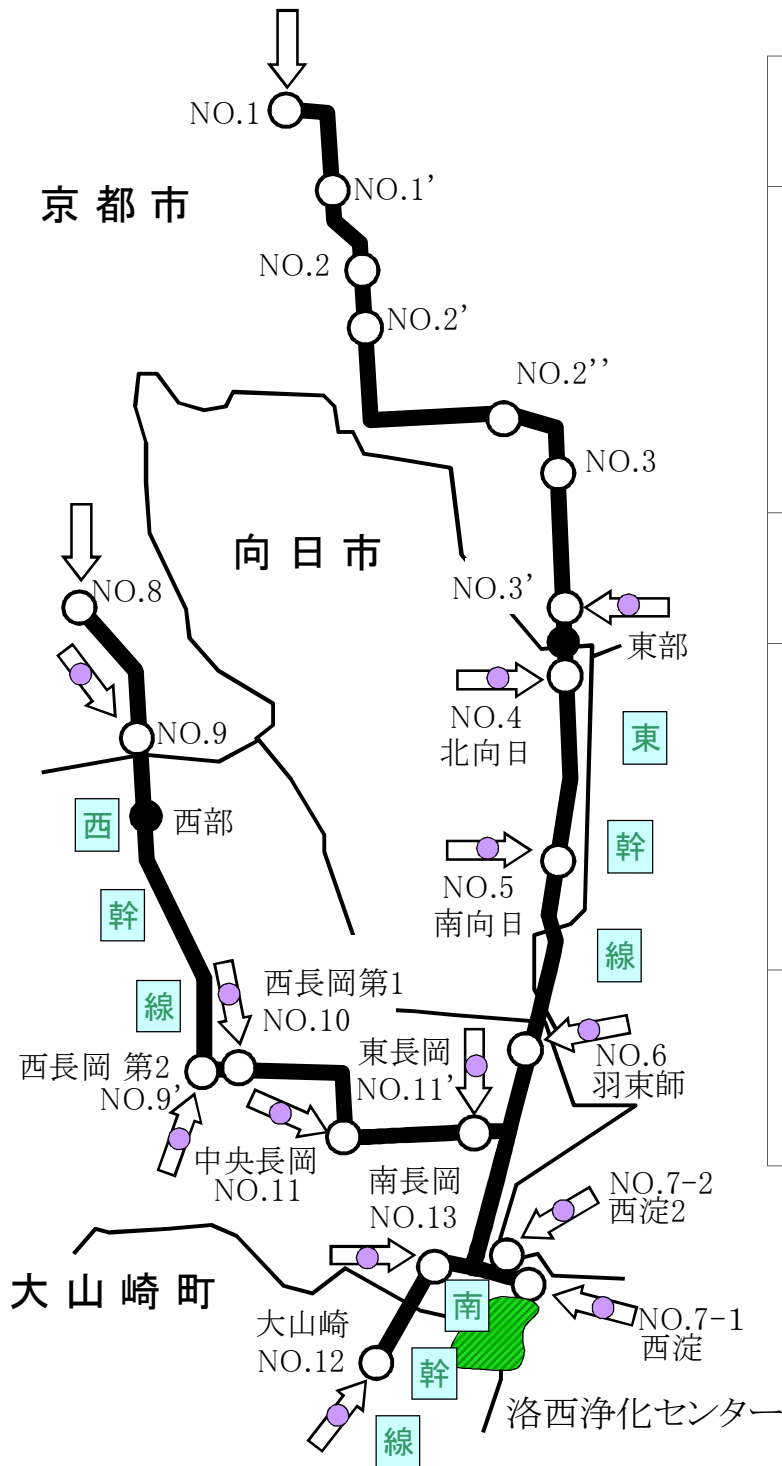 NO.1
京都市
NO.1'
NO.2
NO.2'
NO.2''
NO.3
向日市
NO.8
NO.3'
東部
NO.4
北向日
NO.9
西部
東
幹
線
西
幹
線
NO.5
南向日
西長岡第1
NO.10
西長岡 第2
NO.9'
東長岡
NO.11'
NO.6
羽束師
中央長岡
NO.11
南長岡
NO.13
NO.7-2
西淀2
大山崎町
大山崎
NO.12
南
幹
線
NO.7-1
西淀
洛西浄化センター